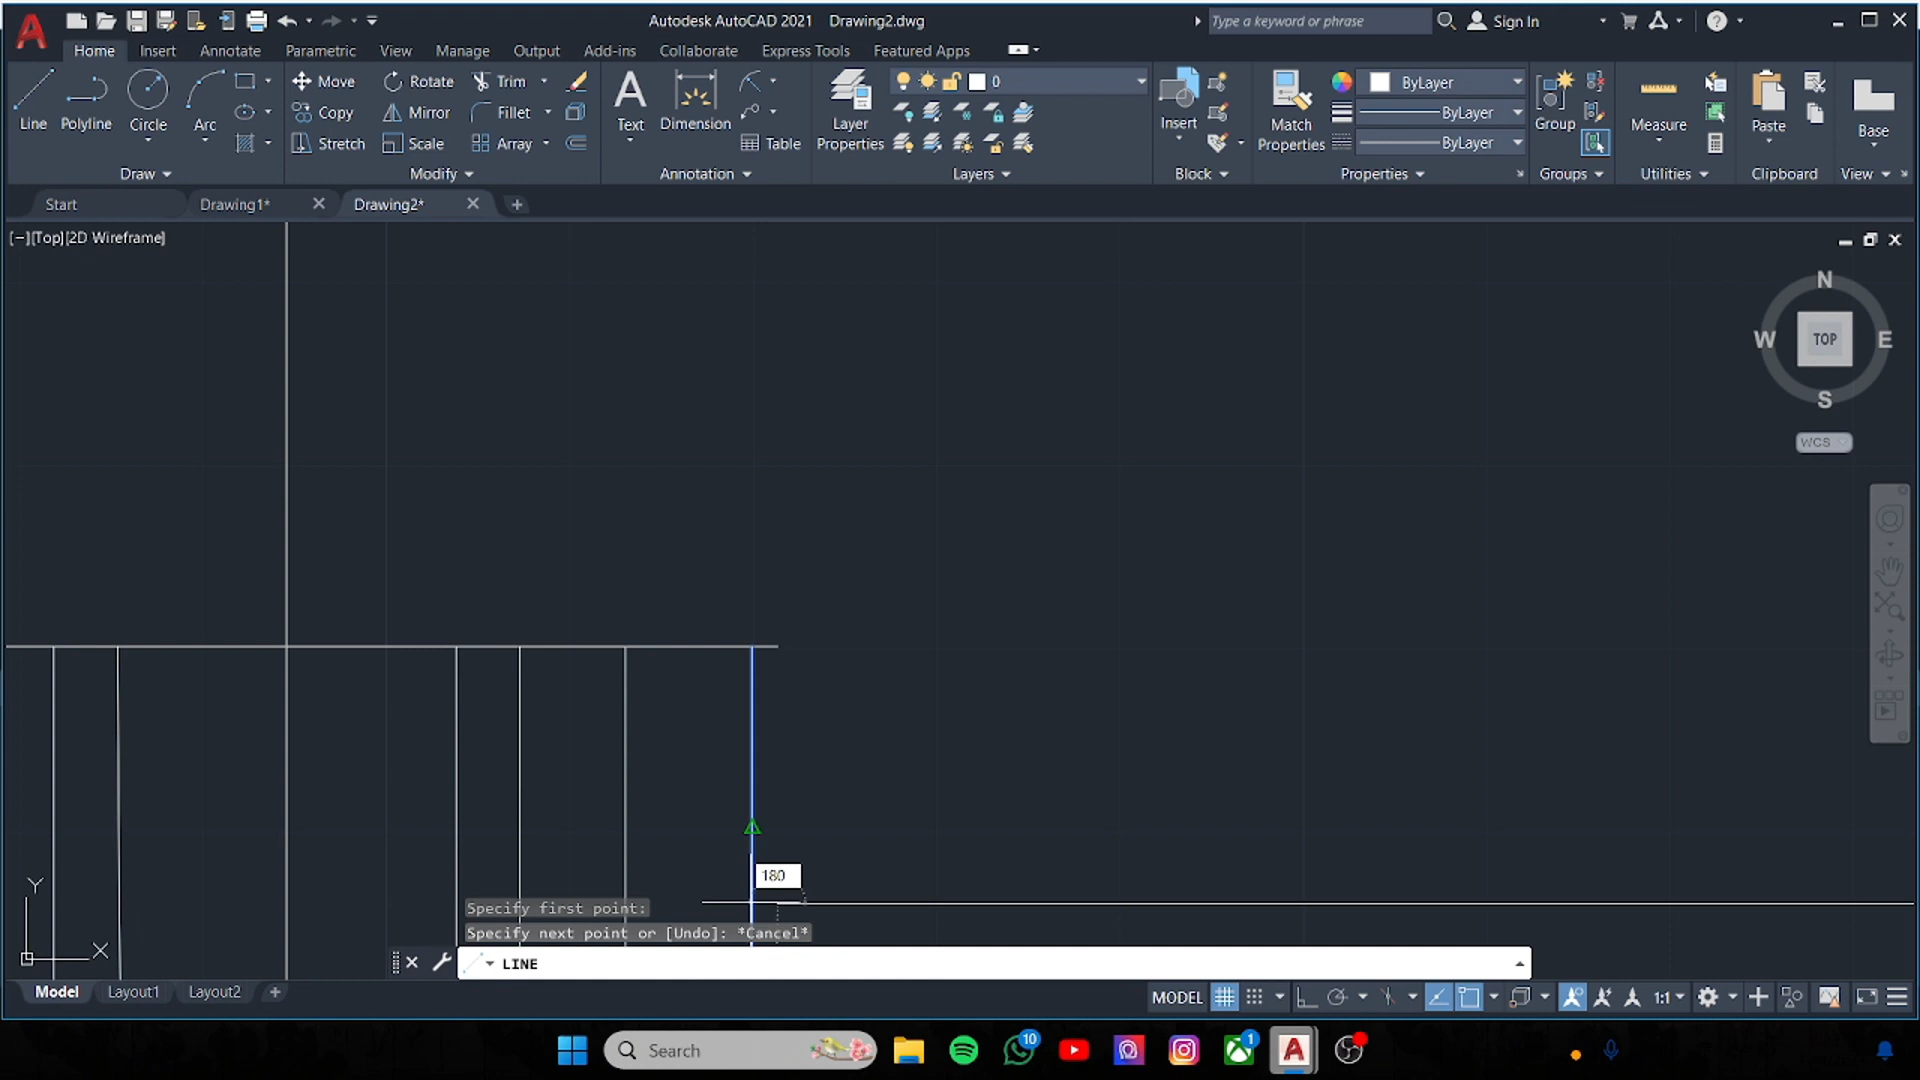 Autodesk AutoCAD 2021 Drawing2.dwg
Type a keyword or phrase
Sign In
Home Insert Annotate Parametric View Manage Output Add-ins Collaborate Express Tools Featured Apps
Line Polyline Circle Arc
Move Rotate Trim
Copy Mirror Fillet
Stretch Scale Array
Text Dimension Table
Layer Properties
0
Insert
Match Properties
ByLayer
ByLayer
ByLayer
Group
Measure
Paste
Base
Draw Modify Annotation Layers Block Properties Groups Utilities Clipboard View
Start Drawing1* Drawing2*
[−][Top][2D Wireframe]
N
W TOP E
S
WCS
180
Y
X
Specify first point:
Specify next point or [Undo]: *Cancel*
LINE
Model Layout1 Layout2
MODEL
1:1
Search
10
1